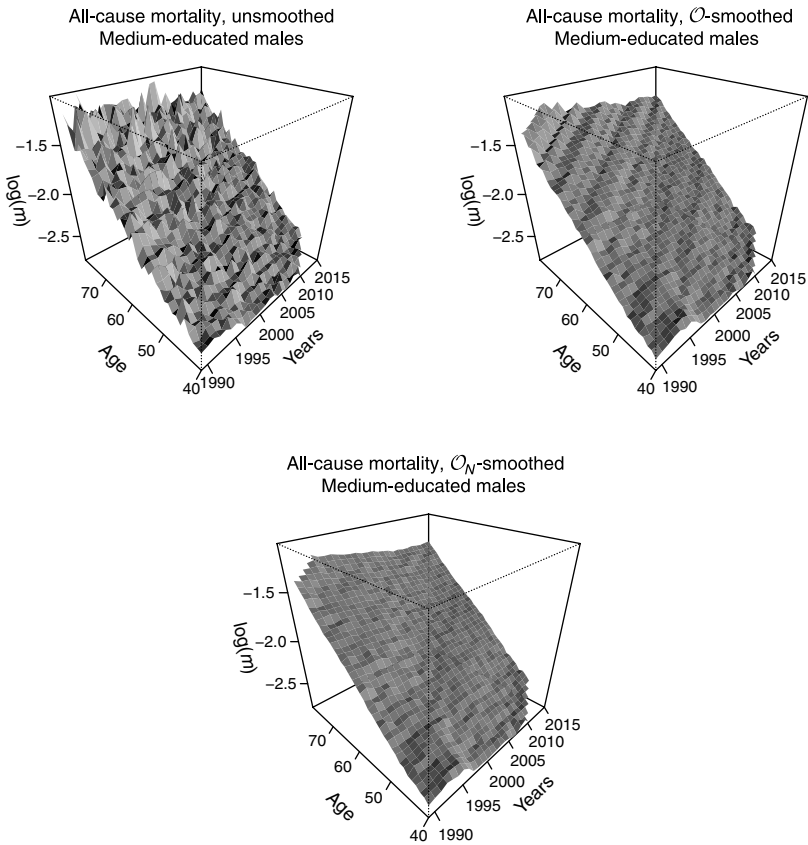 All-cause mortality, unsmoothed
Medium-educated males
−1.5
−2.0
−2.5
log(m)
70
60
50
40
Age
1990
1995
2000
2005
2010
2015
Years
All-cause mortality, 𝒪-smoothed
Medium-educated males
−1.5
−2.0
−2.5
log(m)
70
60
50
40
Age
1990
1995
2000
2005
2010
2015
Years
All-cause mortality, 𝒪N-smoothed
Medium-educated males
−1.5
−2.0
−2.5
log(m)
70
60
50
40
Age
1990
1995
2000
2005
2010
2015
Years